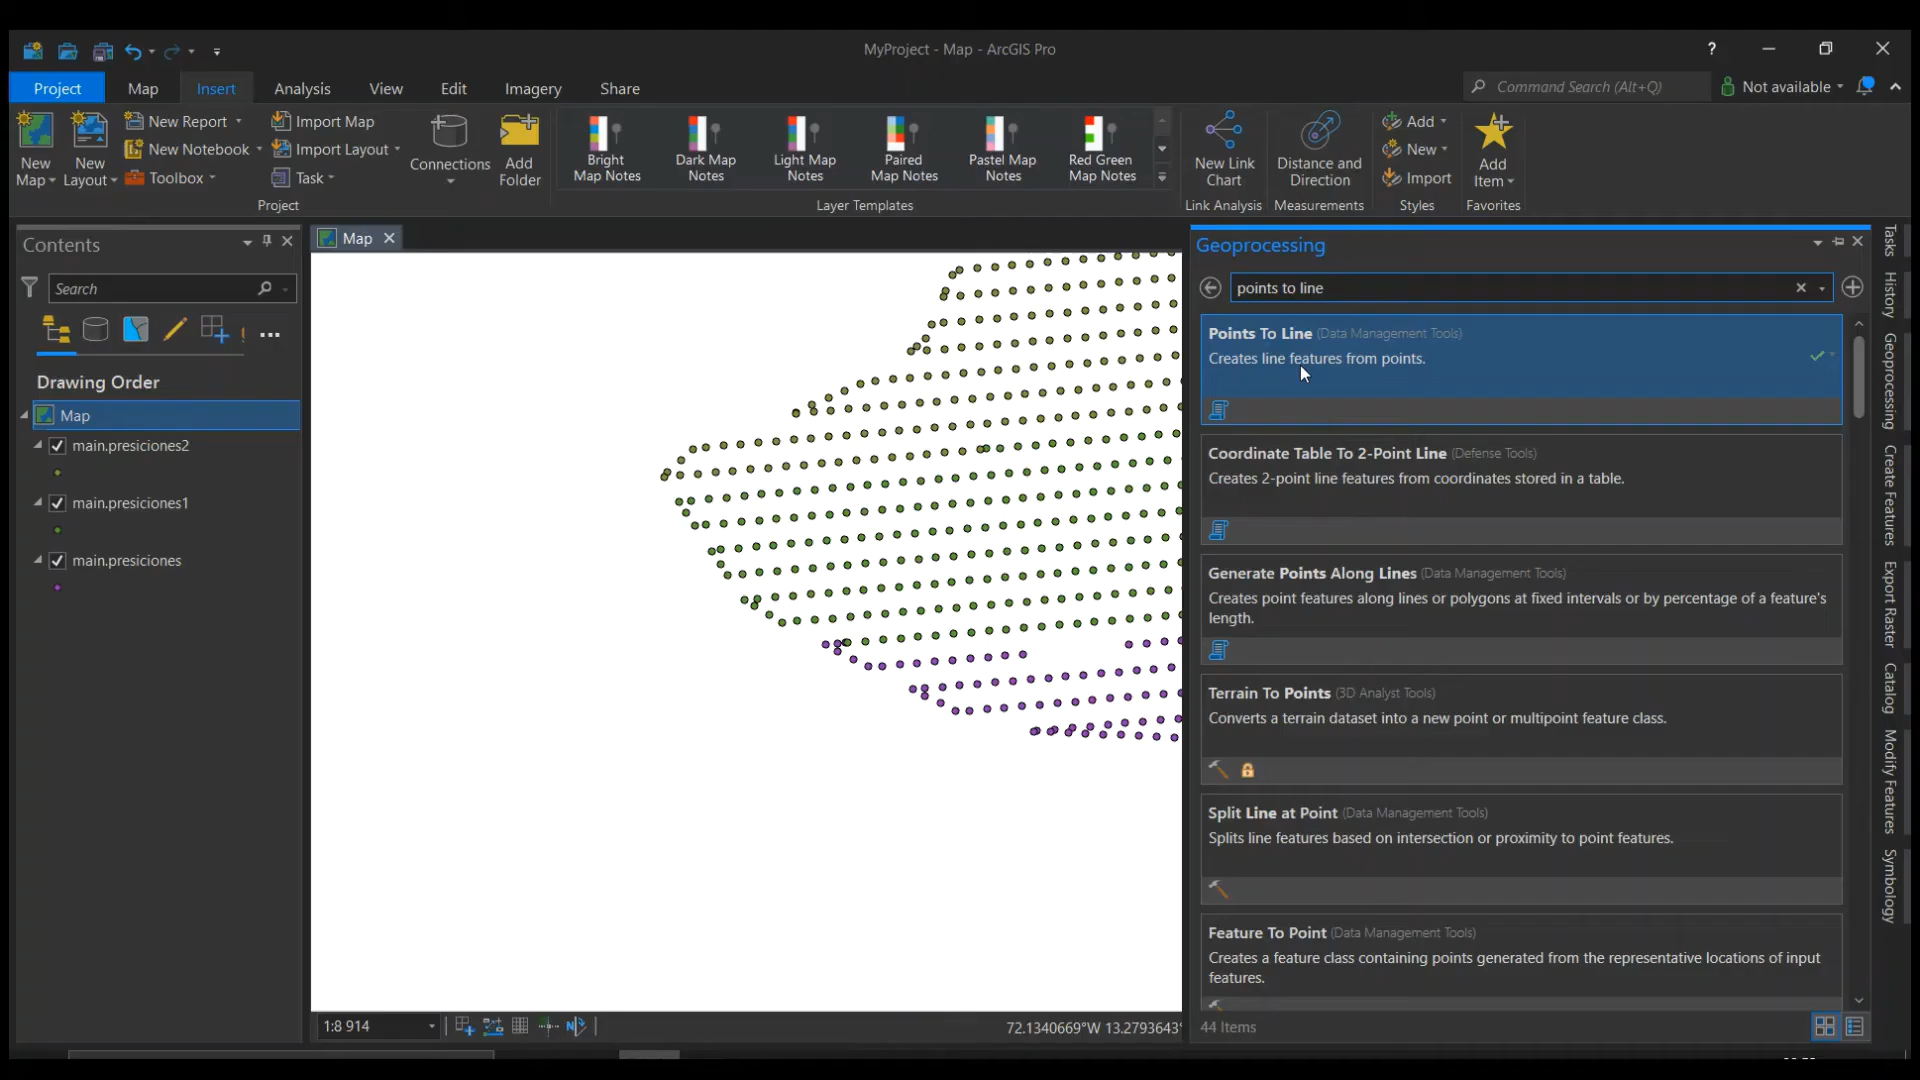 MyProject - Map - ArcGIS Pro
?
Project
Map
Insert
Analysis
View
Edit
Imagery
Share
Command Search (Alt+Q)
Not available
New
Map
New
Layout
New Report
New Notebook
Toolbox
Import Map
Import Layout
Task
Connections
Add
Folder
Project
Bright
Map Notes
Dark Map
Notes
Light Map
Notes
Paired
Map Notes
Pastel Map
Notes
Red Green
Map Notes
Layer Templates
New Link
Chart
Link Analysis
Distance and
Direction
Measurements
Add
New
Import
Styles
Add
Item
Favorites
Contents
Search
Drawing Order
Map
main.presiciones2
main.presiciones1
main.presiciones
Map
1:8 914
72.1340669°W 13.2793643°
Geoprocessing
points to line
Points To Line (Data Management Tools)
Creates line features from points.
Coordinate Table To 2-Point Line (Defense Tools)
Creates 2-point line features from coordinates stored in a table.
Generate Points Along Lines (Data Management Tools)
Creates point features along lines or polygons at fixed intervals or by percentage of a feature's
length.
Terrain To Points (3D Analyst Tools)
Converts a terrain dataset into a new point or multipoint feature class.
Split Line at Point (Data Management Tools)
Splits line features based on intersection or proximity to point features.
Feature To Point (Data Management Tools)
Creates a feature class containing points generated from the representative locations of input
features.
44 Items
Tasks
History
Geoprocessing
Create Features
Export Raster
Catalog
Modify Features
Symbology